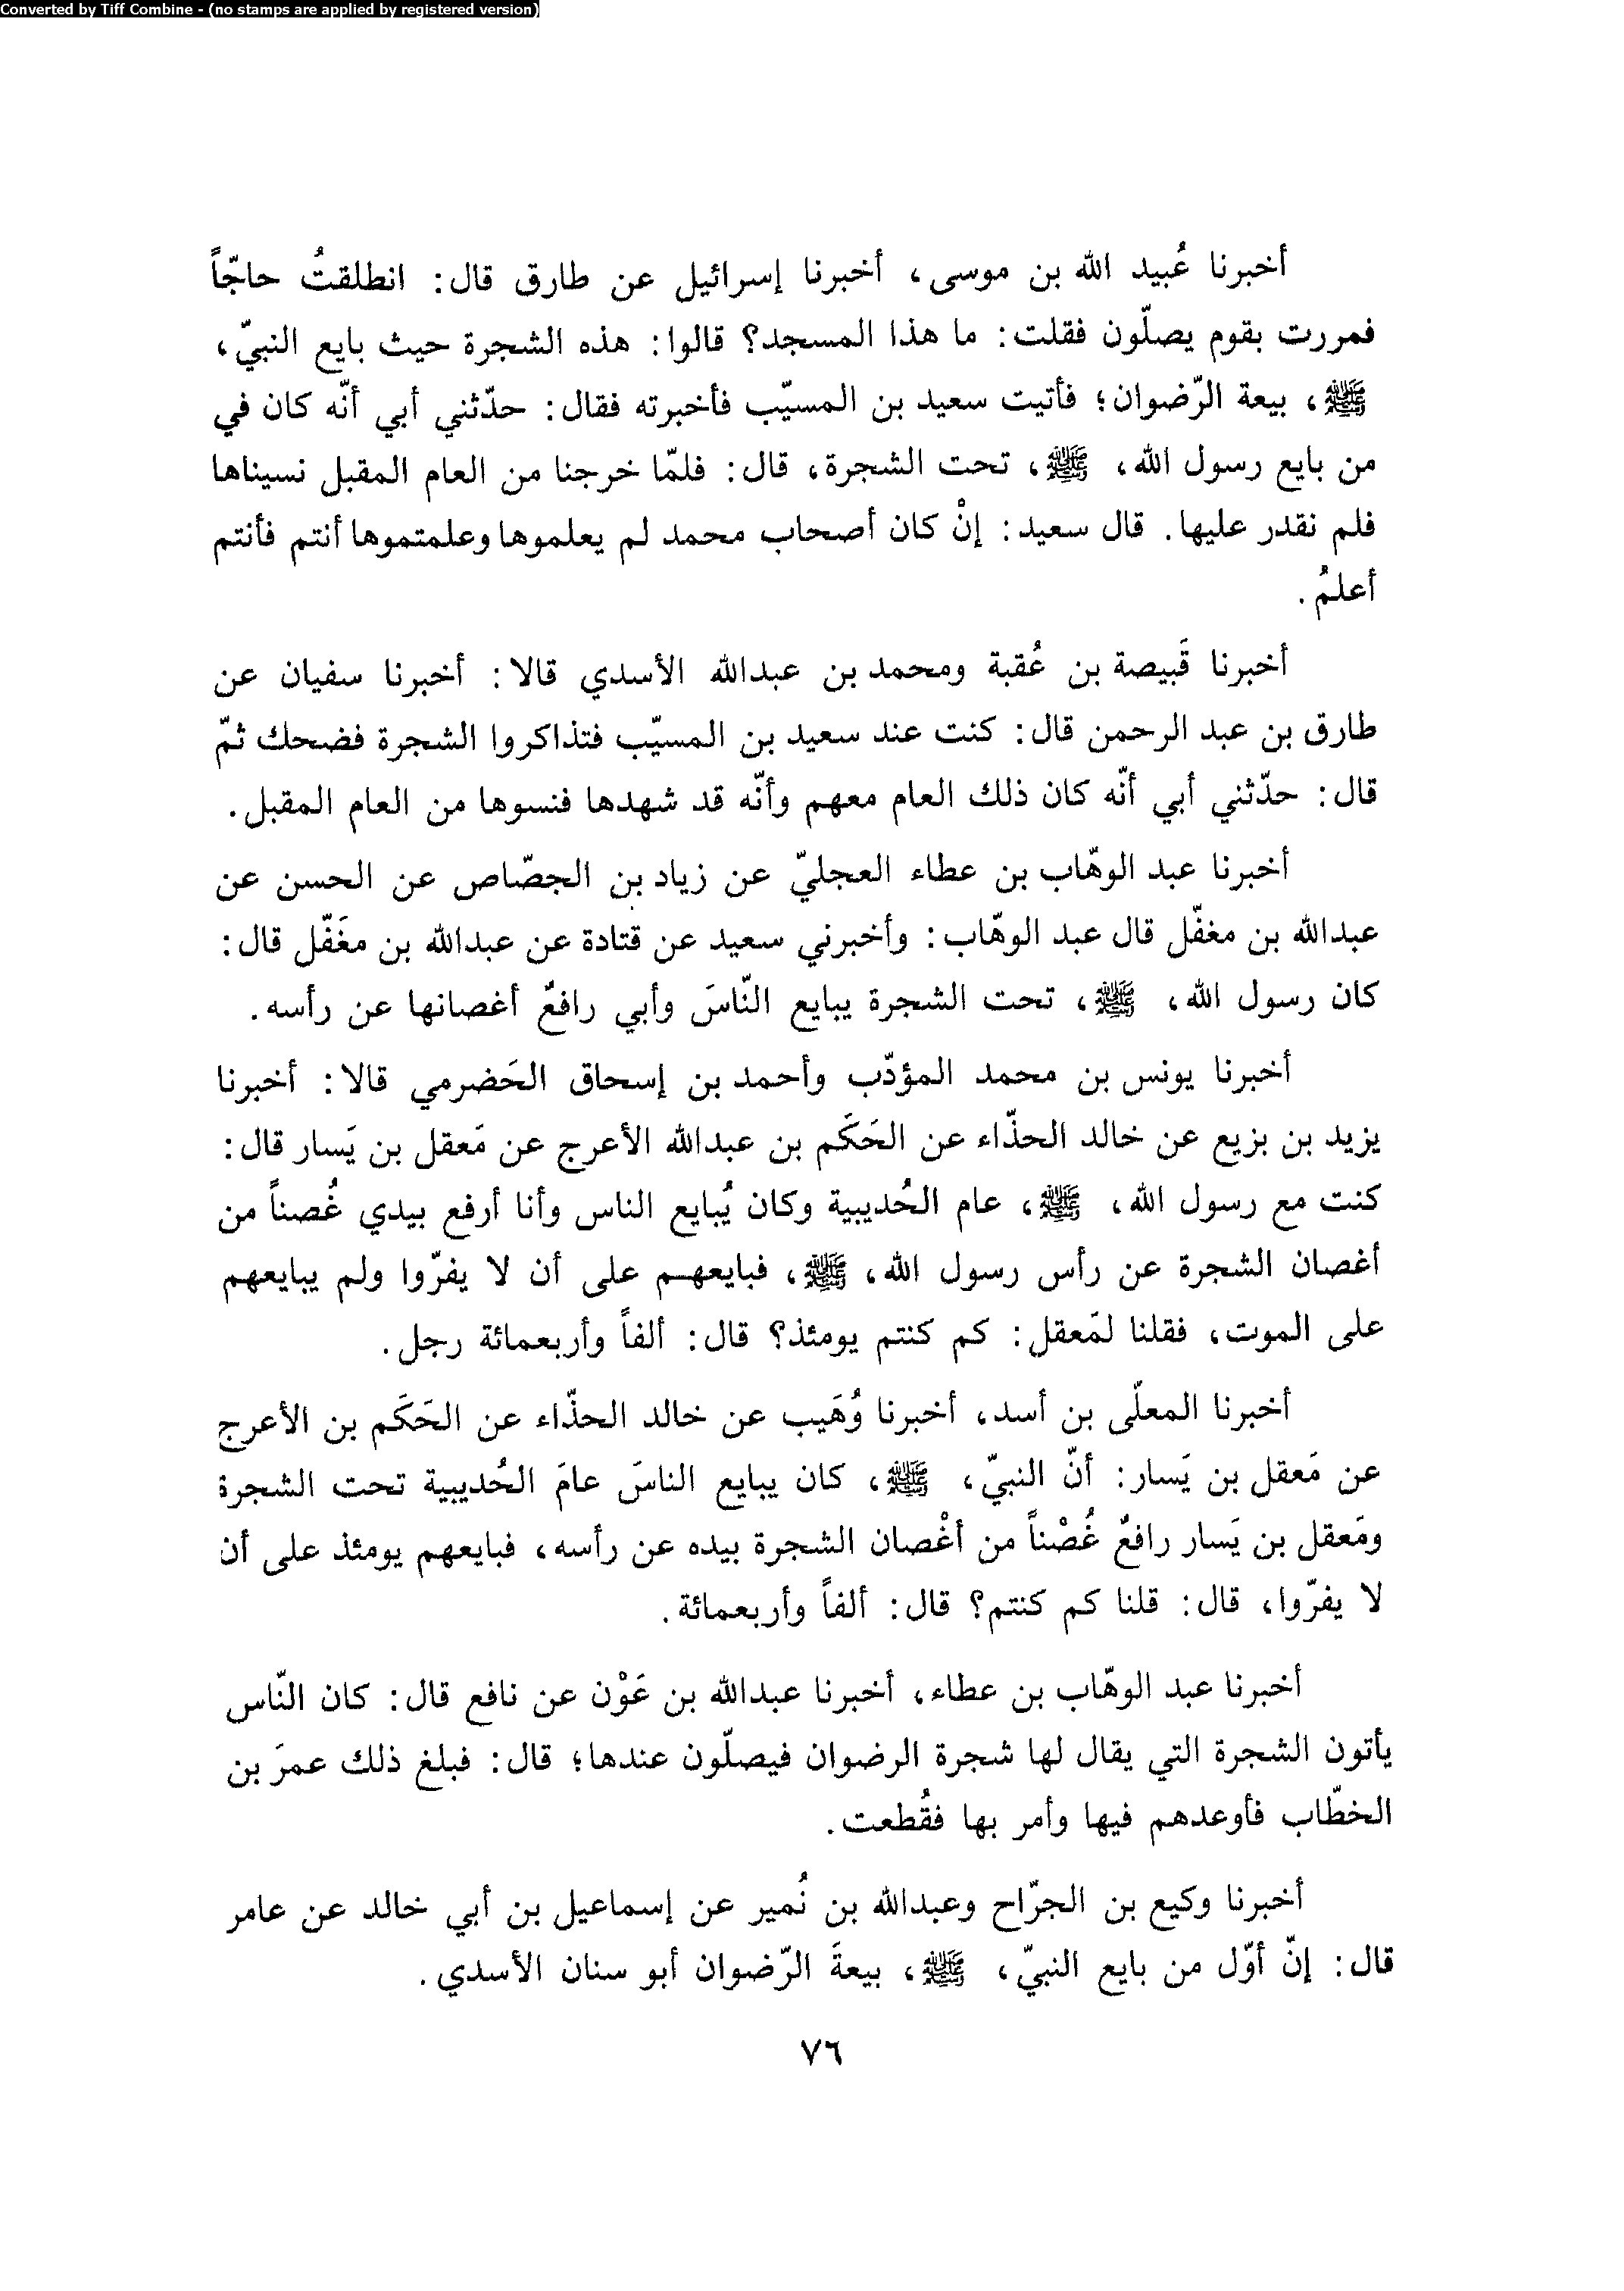 Converted by Tiff Combine - (no stamps are applied by registered version)
أخبرنا عُبيد الله بن موسى، أخبرنا إسرائيل عن طارق قال: انطلقتُ حاجّاً
فمررت بقوم يصلّون فقلت: ما هذا المسجد؟ قالوا: هذه الشجرة حيث بايع النبيّ،
ﷺ، بيعة الرّضوان؛ فأتيت سعيد بن المسيّب فأخبرته فقال: حدّثني أبي أنّه كان في
من بايع رسول الله، ﷺ، تحت الشجرة، قال: فلمّا خرجنا من العام المقبل نسيناها
فلم نقدر عليها. قال سعيد: إنْ كان أصحاب محمد لم يعلموها وعلمتموها أنتم فأنتم
أعلمُ.
أخبرنا قَبيصة بن عُقبة ومحمد بن عبدالله الأسدي قالا: أخبرنا سفيان عن
طارق بن عبد الرحمن قال: كنت عند سعيد بن المسيّب فتذاكروا الشجرة فضحك ثمّ
قال: حدّثني أبي أنّه كان ذلك العام معهم وأنّه قد شهدها فنسوها من العام المقبل.
أخبرنا عبد الوهّاب بن عطاء العجليّ عن زياد بن الجصّاص عن الحسن عن
عبدالله بن مغفّل قال عبد الوهّاب: وأخبرني سعيد عن قتادة عن عبدالله بن مغَفّل قال:
كان رسول الله، ﷺ، تحت الشجرة يبايع النّاسَ وأبي رافعٌ أغصانها عن رأسه.
أخبرنا يونس بن محمد المؤدّب وأحمد بن إسحاق الحَضرمي قالا: أخبرنا
يزيد بن بزيع عن خالد الحذّاء عن الحَكَم بن عبدالله الأعرج عن مَعقل بن يَسار قال:
كنت مع رسول الله، ﷺ، عام الحُديبية وكان يُبايع الناس وأنا أرفع بيدي غُصناً من
أغصان الشجرة عن رأس رسول الله، ﷺ، فبايعهم على أن لا يفرّوا ولم يبايعهم
على الموت، فقلنا لمَعقل: كم كنتم يومئذ؟ قال: ألفاً وأربعمائة رجل.
أخبرنا المعلّى بن أسد، أخبرنا وُهَيب عن خالد الحذّاء عن الحَكَم بن الأعرج
عن مَعقل بن يَسار: أنّ النبيّ، ﷺ، كان يبايع الناسَ عامَ الحُديبية تحت الشجرة
ومَعقل بن يَسار رافعٌ غُصْناً من أغْصان الشجرة بيده عن رأسه، فبايعهم يومئذ على أن
لا يفرّوا، قال: قلنا كم كنتم؟ قال: ألفاً وأربعمائة.
أخبرنا عبد الوهّاب بن عطاء، أخبرنا عبدالله بن عَوْن عن نافع قال: كان النّاس
يأتون الشجرة التي يقال لها شجرة الرضوان فيصلّون عندها؛ قال: فبلغ ذلك عمرَ بن
الخطّاب فأوعدهم فيها وأمر بها فقُطعت.
أخبرنا وكيع بن الجرّاح وعبدالله بن نُمير عن إسماعيل بن أبي خالد عن عامر
قال: إنّ أوّل من بايع النبيّ، ﷺ، بيعةَ الرّضوان أبو سنان الأسدي.
٧٦